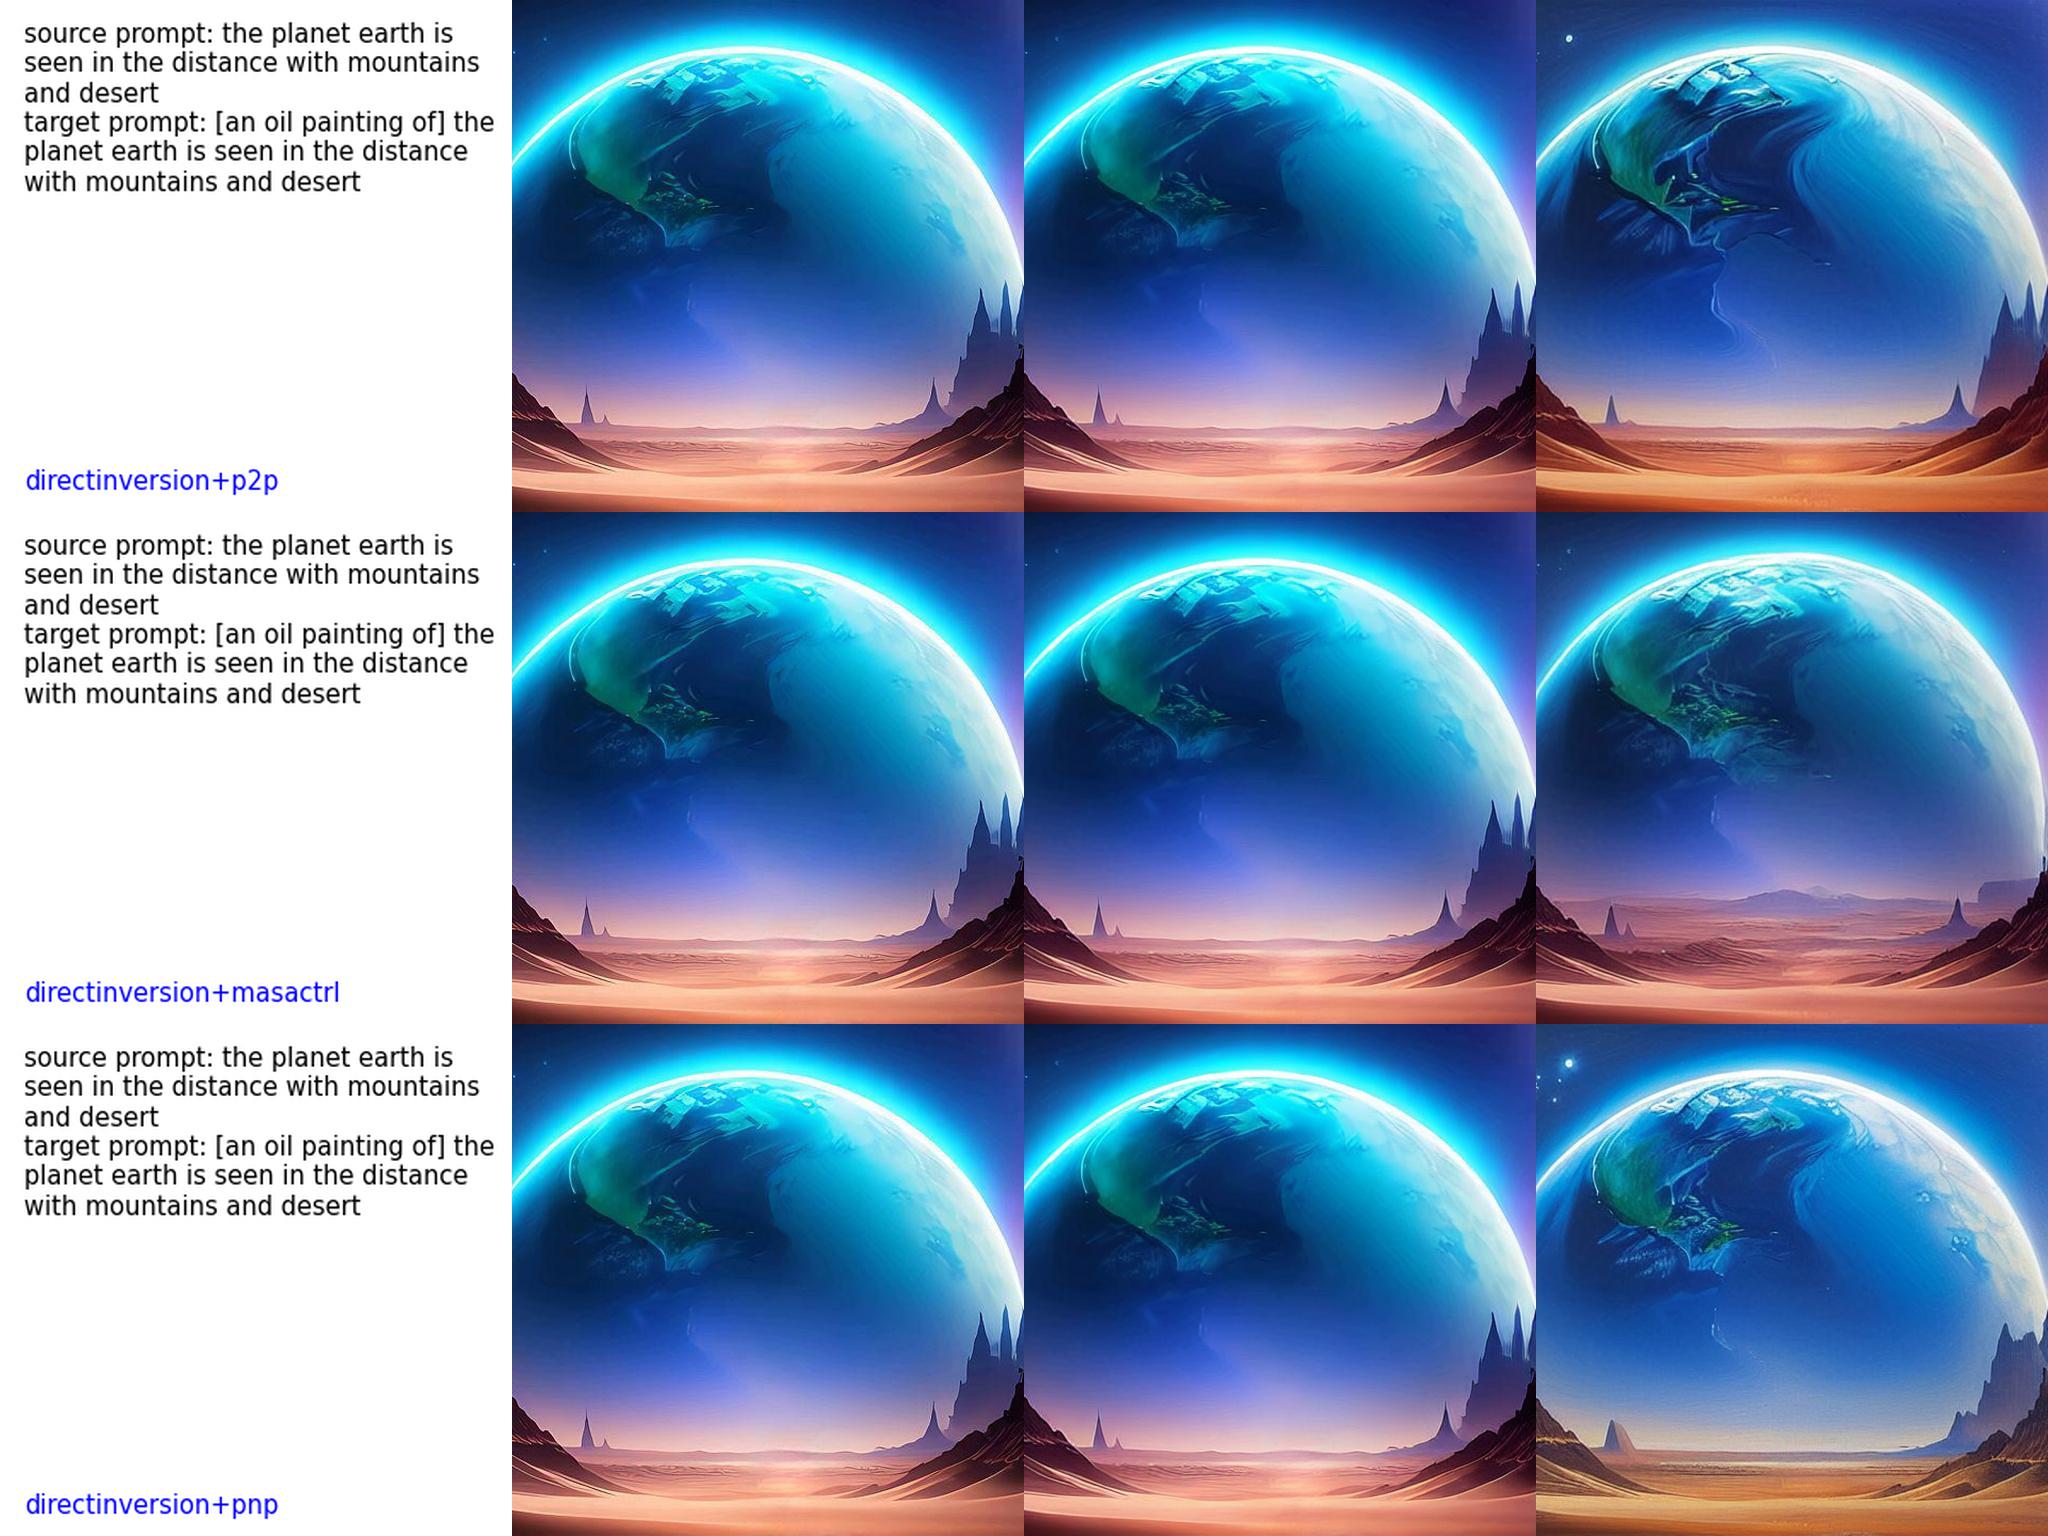 source prompt: the planet earth is
seen in the distance with mountains
and desert
target prompt: [an oil painting of] the
planet earth is seen in the distance
with mountains and desert
directinversion+p2p
source prompt: the planet earth is
seen in the distance with mountains
and desert
target prompt: [an oil painting of] the
planet earth is seen in the distance
with mountains and desert
directinversion+masactrl
source prompt: the planet earth is
seen in the distance with mountains
and desert
target prompt: [an oil painting of] the
planet earth is seen in the distance
with mountains and desert
directinversion+pnp